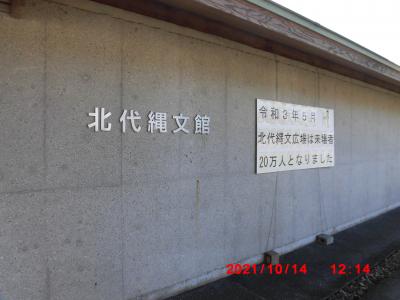 北代縄文館
令和3年5月
北代縄文広場は来場者
20万人となりました
2021/10/14 12:14